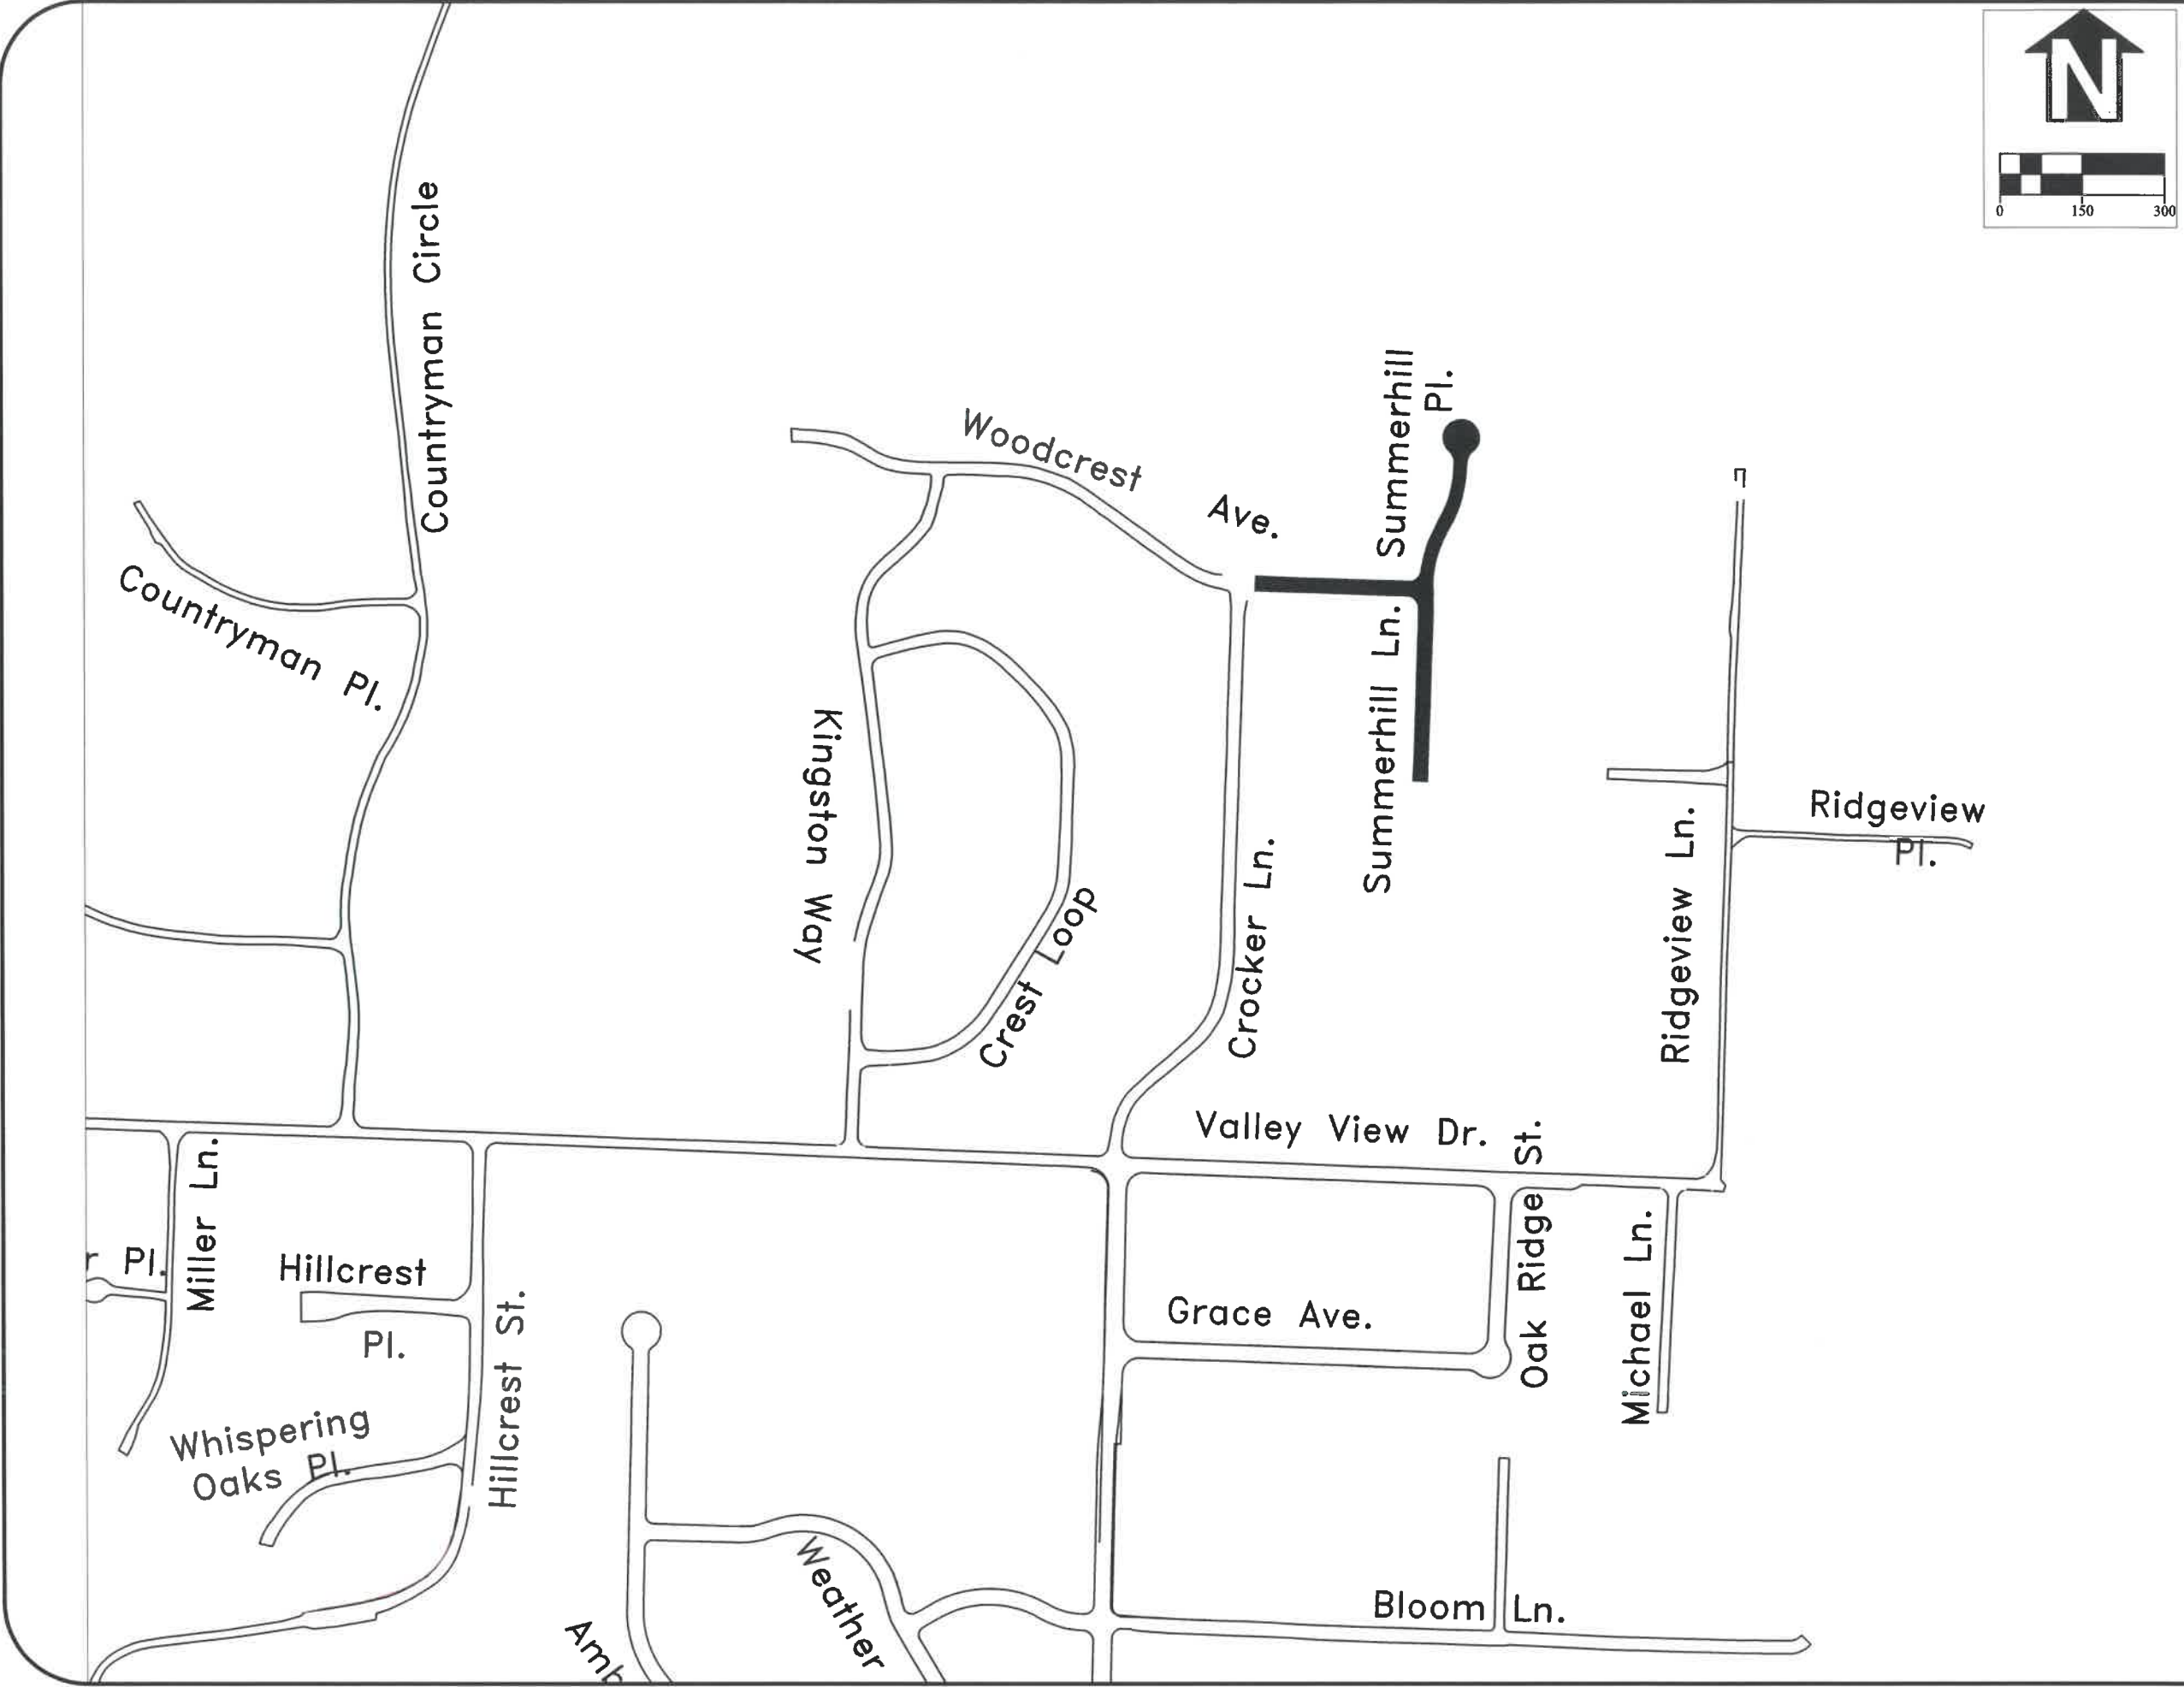 N
0 150 300
Countryman Circle
Summerhill
Pl.
Woodcrest
Ave.
Countryman Pl.
Summerhill Ln.
Kingston Way
Ridgeview
Pl.
Ridgeview Ln.
Crocker Ln.
Crest Loop
Valley View Dr.
Miller Ln.
Oak Ridge St.
Michael Ln.
r Pl.
Hillcrest
Pl.
Hillcrest St.
Grace Ave.
Whispering
Oaks Pl.
Weather
Bloom Ln.
Amb